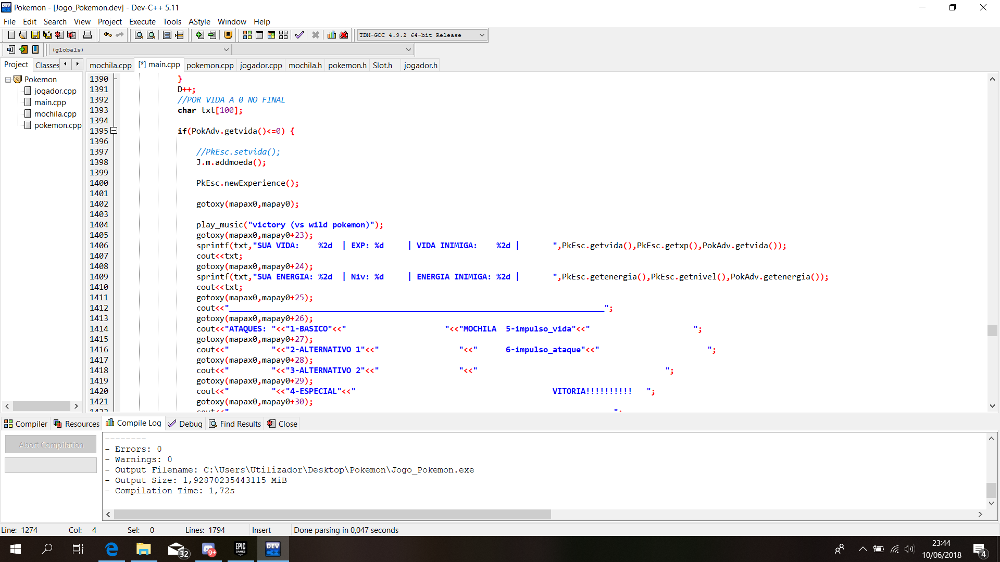 Pokemon - [Jogo_Pokemon.dev] - Dev-C++ 5.11
File Edit Search View Project Execute Tools AStyle Window Help
TDM-GCC 4.9.2 64-bit Release
(globals)
Project Classes mochila.cpp [*] main.cpp pokemon.cpp jogador.cpp mochila.h pokemon.h Slot.h jogador.h
Pokemon
jogador.cpp
main.cpp
mochila.cpp
pokemon.cpp
1390 }
1391 D++;
1392 //POR VIDA A 0 NO FINAL
1393 char txt[100];
1394
1395 if(PokAdv.getvida()<=0) {
1396
1397 //PkEsc.setvida();
1398 J.m.addmoeda();
1399
1400 PkEsc.newExperience();
1401
1402 gotoxy(mapax0,mapay0);
1403
1404 play_music("victory (vs wild pokemon)");
1405 gotoxy(mapax0,mapay0+23);
1406 sprintf(txt,"SUA VIDA:    %2d  | EXP: %d     | VIDA INIMIGA:    %2d |       ",PkEsc.getvida(),PkEsc.getxp(),PokAdv.getvida());
1407 cout<<txt;
1408 gotoxy(mapax0,mapay0+24);
1409 sprintf(txt,"SUA ENERGIA: %2d  | Niv: %d     | ENERGIA INIMIGA: %2d |       ",PkEsc.getenergia(),PkEsc.getnivel(),PokAdv.getenergia());
1410 cout<<txt;
1411 gotoxy(mapax0,mapay0+25);
1412 cout<<"________________________________________________________________________________";
1413 gotoxy(mapax0,mapay0+26);
1414 cout<<"ATAQUES: "<<"1-BASICO"<<"                     "<<"MOCHILA  5-impulso_vida"<<"                      ";
1415 gotoxy(mapax0,mapay0+27);
1416 cout<<"         "<<"2-ALTERNATIVO 1"<<"                 "<<"      6-impulso_ataque"<<"                       ";
1417 gotoxy(mapax0,mapay0+28);
1418 cout<<"         "<<"3-ALTERNATIVO 2"<<"                 "<<"                                        ";
1419 gotoxy(mapax0,mapay0+29);
1420 cout<<"         "<<"4-ESPECIAL"<<"                                          VITORIA!!!!!!!!!!   ";
1421 gotoxy(mapax0,mapay0+30);
Compiler Resources Compile Log Debug Find Results Close
Abort Compilation
--------
- Errors: 0
- Warnings: 0
- Output Filename: C:\Users\Utilizador\Desktop\Pokemon\Jogo_Pokemon.exe
- Output Size: 1,92870235443115 MiB
- Compilation Time: 1,72s
Line: 1274 Col: 4 Sel: 0 Lines: 1794 Insert Done parsing in 0,047 seconds
32 9+ EPIC GAMES DEV C++
23:44
10/06/2018
4